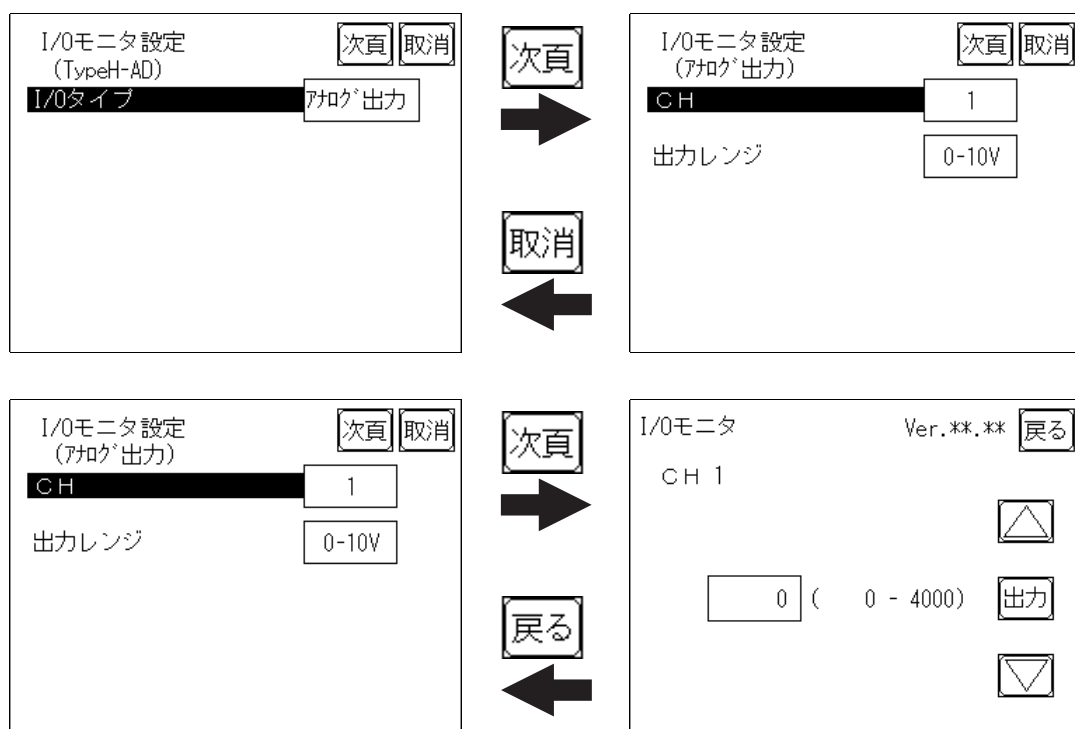 I/Oモニタ設定 次頁 取消
(TypeH-AD)
I/Oタイプ ｱﾅﾛｸﾞ出力
次頁
取消
I/Oモニタ設定 次頁 取消
(ｱﾅﾛｸﾞ出力)
ＣＨ 1
出力レンジ 0-10V
I/Oモニタ設定 次頁 取消
(ｱﾅﾛｸﾞ出力)
ＣＨ 1
出力レンジ 0-10V
次頁
戻る
I/Oモニタ Ver.**.** 戻る
ＣＨ 1
0 ( 0 - 4000) 出力